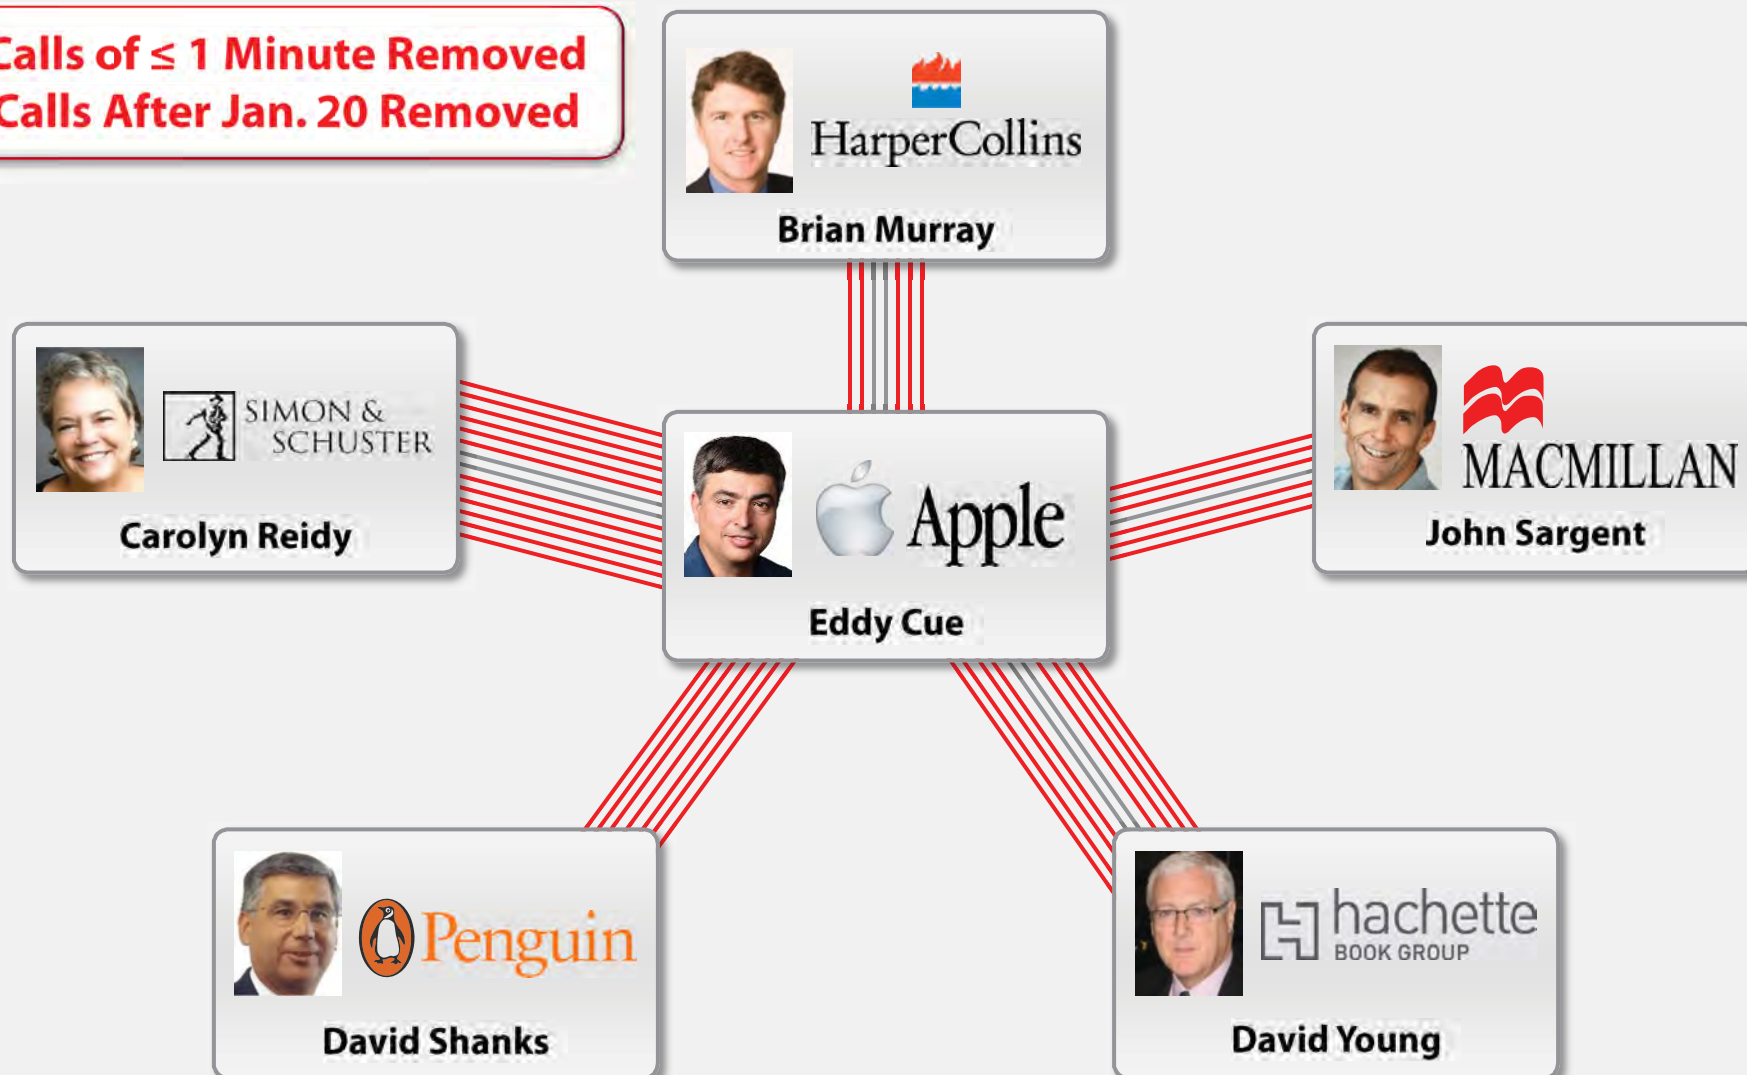 Calls of ≤ 1 Minute Removed
Calls After Jan. 20 Removed
HarperCollins
Brian Murray
SIMON &
SCHUSTER
Carolyn Reidy
Apple
Eddy Cue
MACMILLAN
John Sargent
Penguin
David Shanks
hachette
BOOK GROUP
David Young